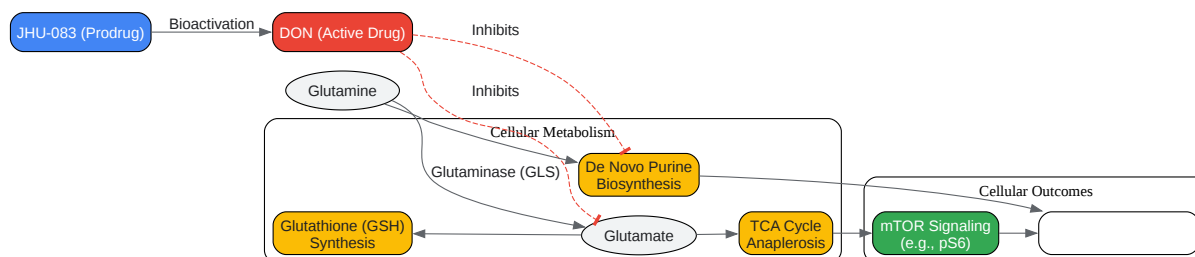 JHU-083 (Prodrug)
Bioactivation
DON (Active Drug)
Inhibits
Glutamine
Inhibits
Cellular Metabolism
De Novo Purine
Biosynthesis
Glutaminase (GLS)
Cellular Outcomes
Glutathione (GSH)
Synthesis
Glutamate
TCA Cycle
Anaplerosis
mTOR Signaling
(e.g., pS6)